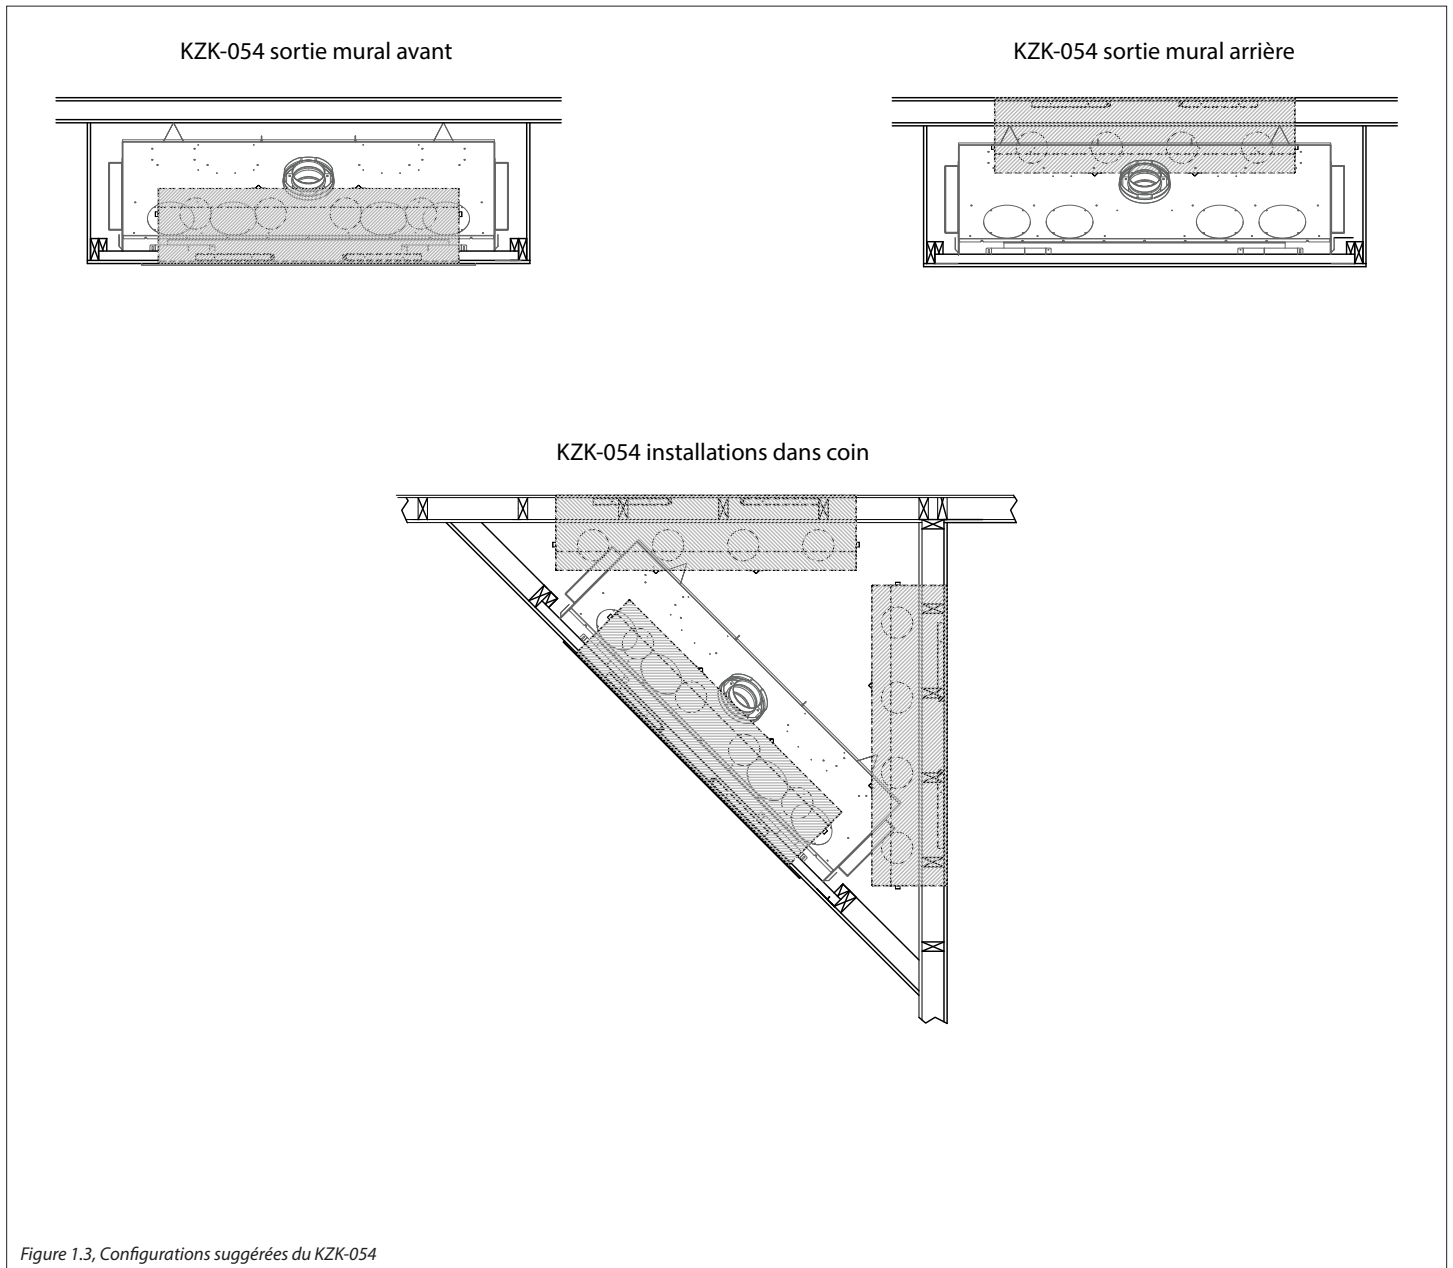 KZK-054 sortie mural avant
KZK-054 sortie mural arrière
KZK-054 installations dans coin
Figure 1.3, Configurations suggérées du KZK-054